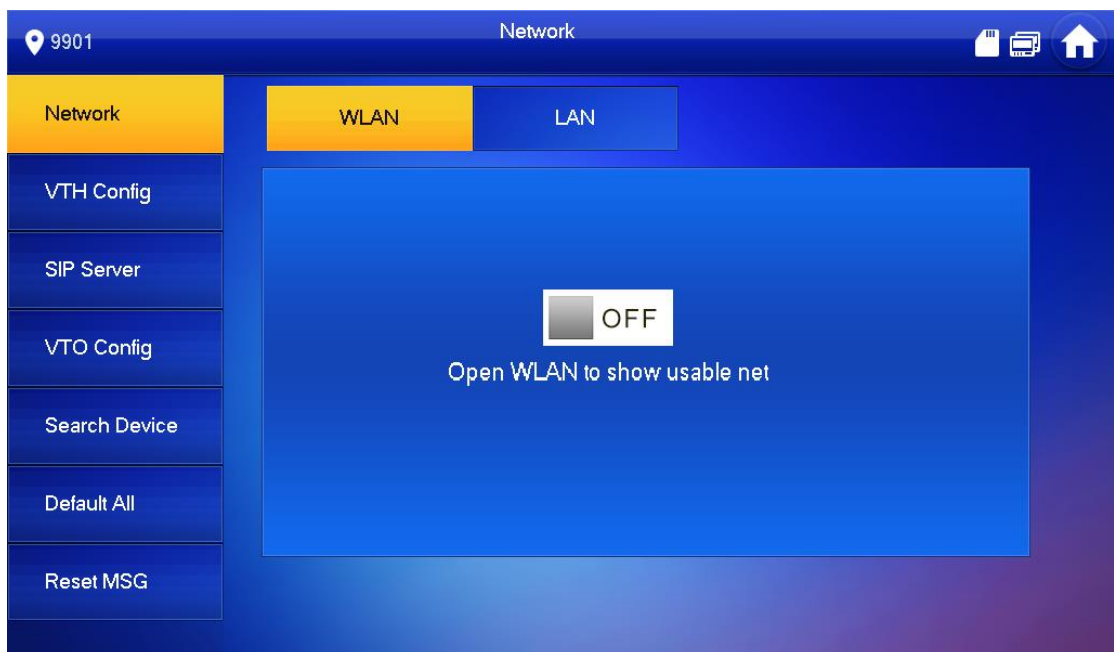 9901
Network
Network
WLAN
LAN
VTH Config
SIP Server
OFF
VTO Config
Open WLAN to show usable net
Search Device
Default All
Reset MSG